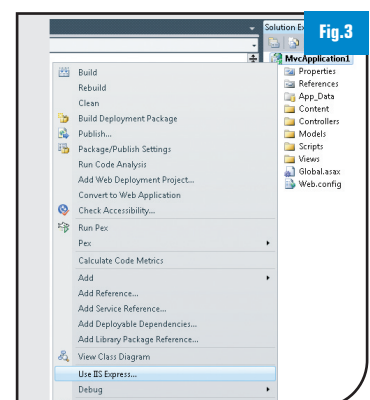 Solution Ex
Fig.3
MvcApplication1
Properties
References
App_Data
Content
Controllers
Models
Scripts
Views
Global.asax
Web.config
Build
Rebuild
Clean
Build Deployment Package
Publish...
Package/Publish Settings
Run Code Analysis
Add Web Deployment Project...
Convert to Web Application
Check Accessibility...
Run Pex
Pex
Calculate Code Metrics
Add
Add Reference...
Add Service Reference...
Add Deployable Dependencies...
Add Library Package Reference...
View Class Diagram
Use IIS Express...
Debug